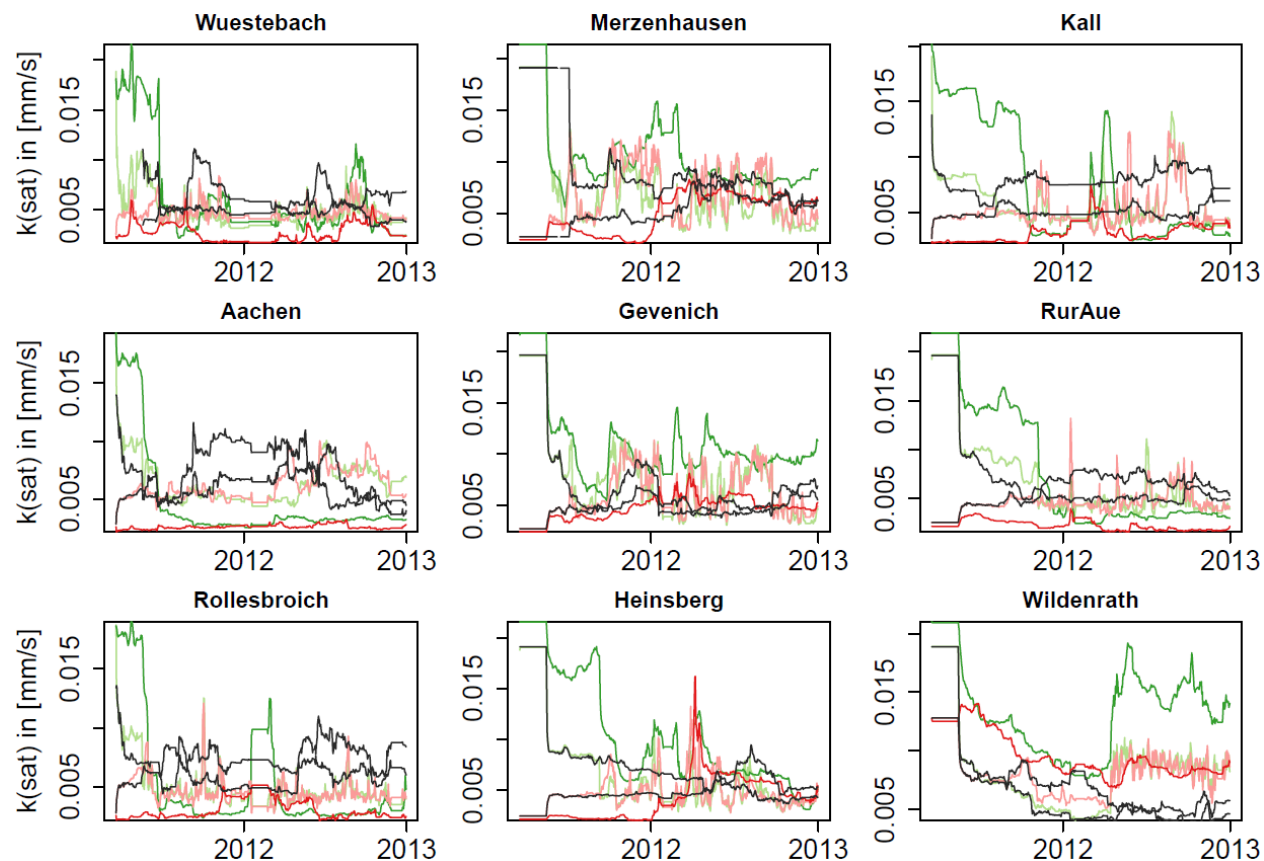 Wuestebach Merzenhausen Kall
k(sat) in [mm/s] 0.005 0.015 0.005 0.015 0.005 0.015
2012 2013 2012 2013 2012 2013
Aachen Gevenich RurAue
k(sat) in [mm/s] 0.005 0.015 0.005 0.015 0.005 0.015
2012 2013 2012 2013 2012 2013
Rollesbroich Heinsberg Wildenrath
k(sat) in [mm/s] 0.005 0.015 0.005 0.015 0.005 0.015
2012 2013 2012 2013 2012 2013